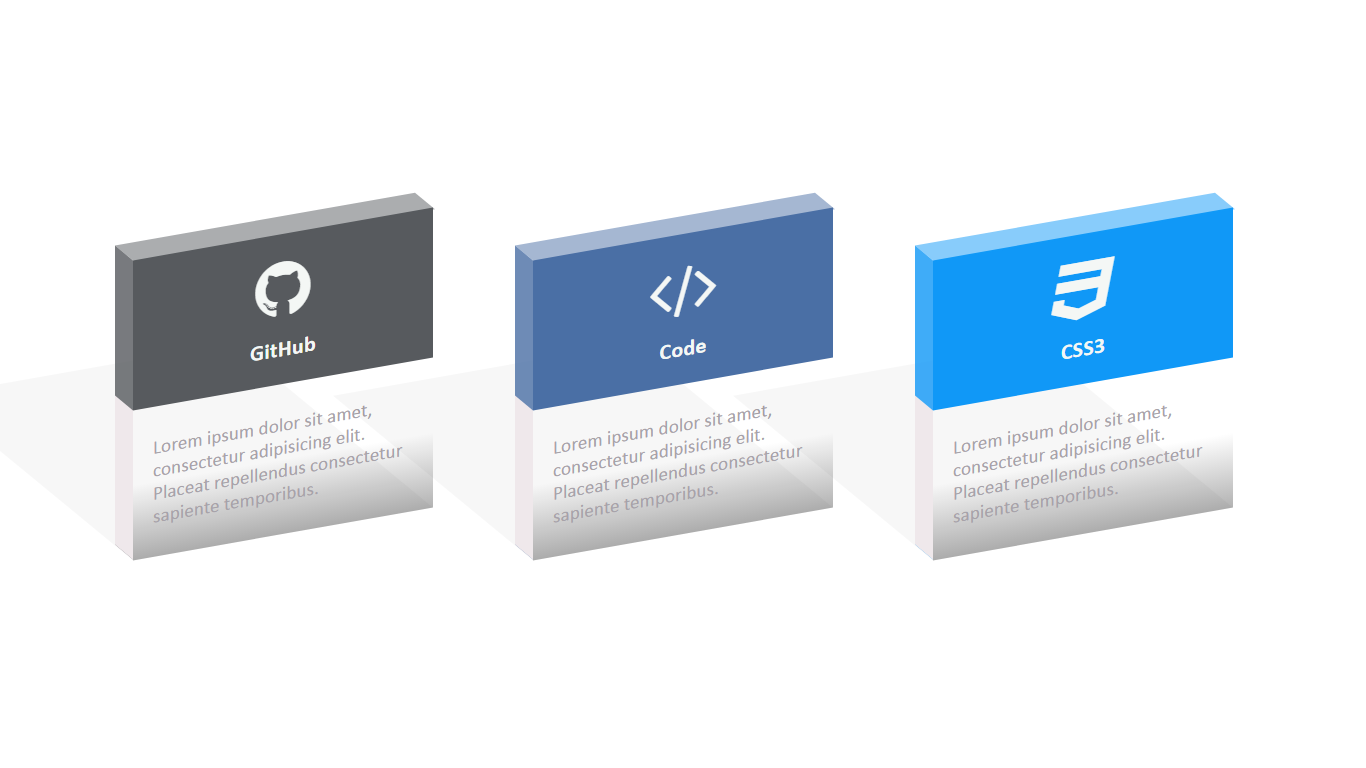 GitHub
Lorem ipsum dolor sit amet,
consectetur adipisicing elit.
Placeat repellendus consectetur
sapiente temporibus.
Code
Lorem ipsum dolor sit amet,
consectetur adipisicing elit.
Placeat repellendus consectetur
sapiente temporibus.
CSS3
Lorem ipsum dolor sit amet,
consectetur adipisicing elit.
Placeat repellendus consectetur
sapiente temporibus.